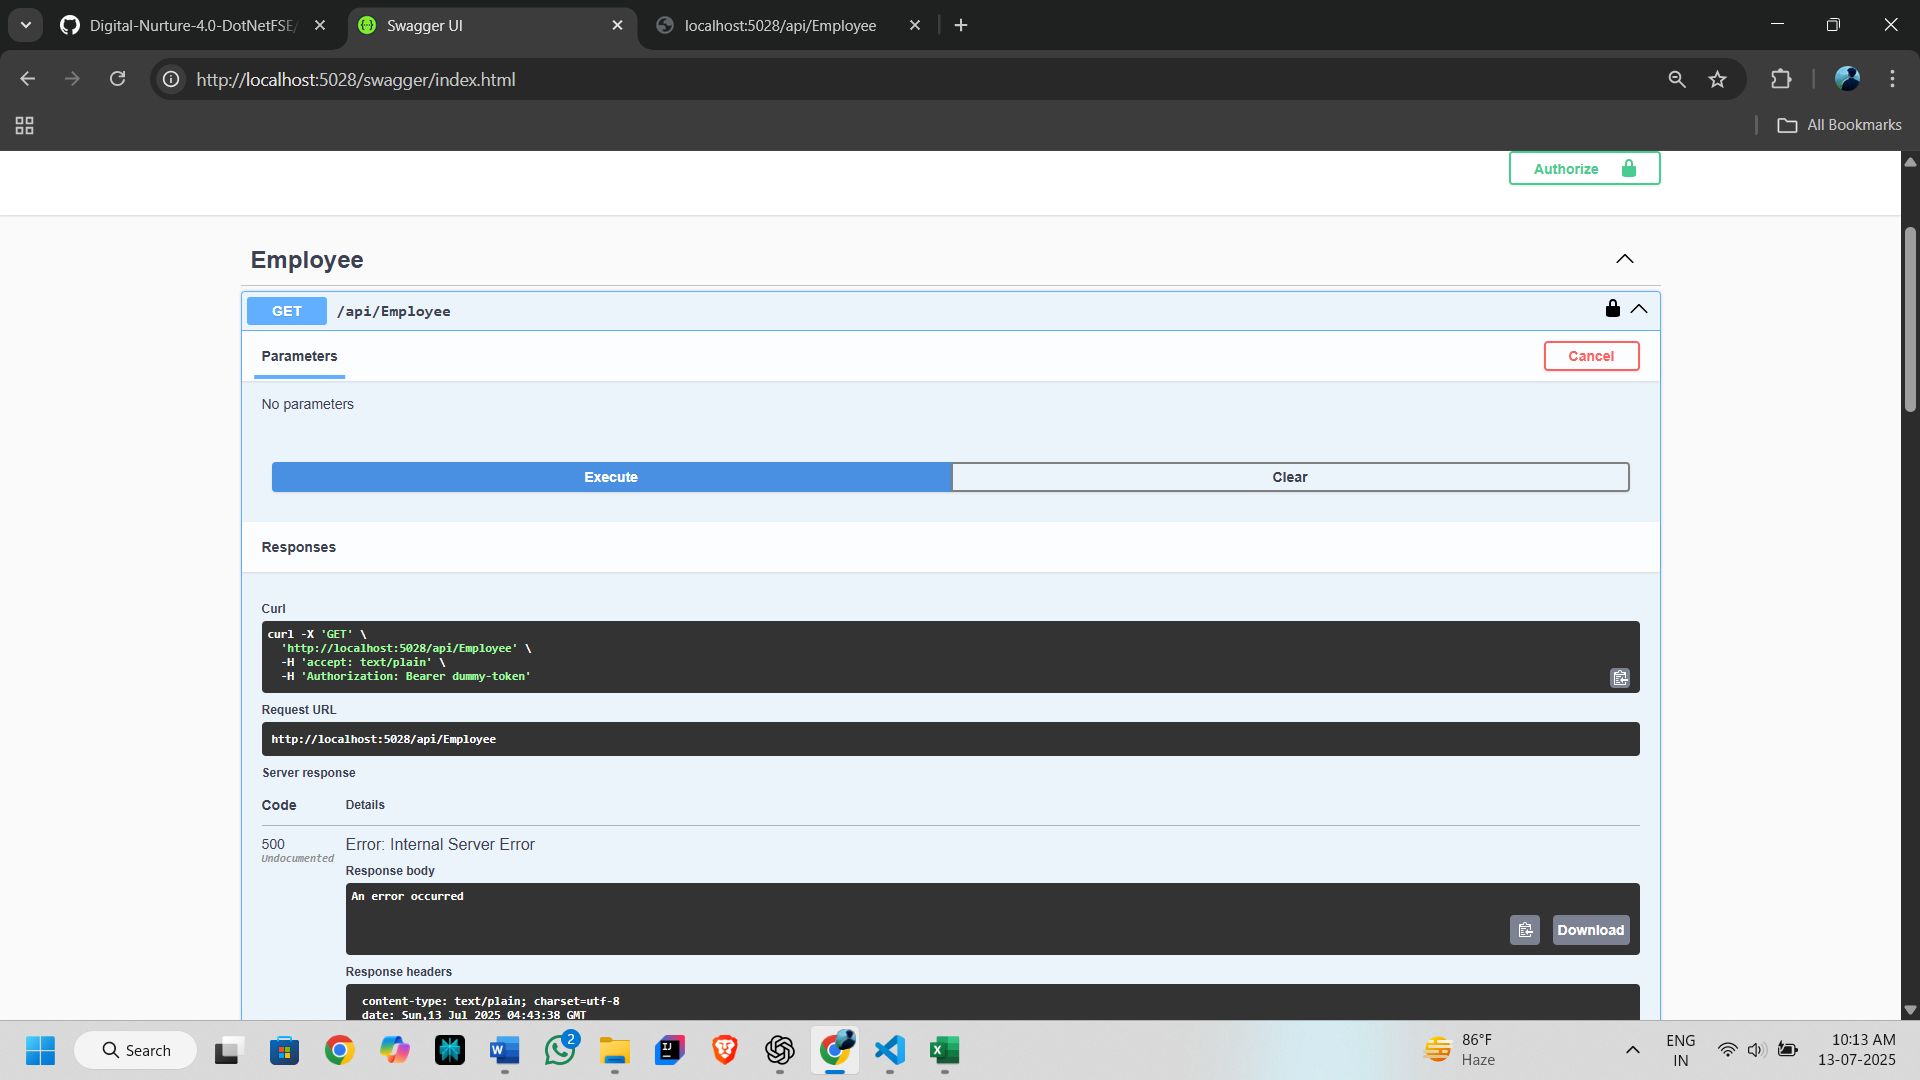 Digital-Nurture-4.0-DotNetFSE/
Swagger UI
localhost:5028/api/Employee
http://localhost:5028/swagger/index.html
All Bookmarks
Authorize
Employee
GET
/api/Employee
Parameters
Cancel
No parameters
Execute
Clear
Responses
Curl
curl -X 'GET' \
'http://localhost:5028/api/Employee' \
-H 'accept: text/plain' \
-H 'Authorization: Bearer dummy-token'
Request URL
http://localhost:5028/api/Employee
Server response
Code
Details
500
Undocumented
Error: Internal Server Error
Response body
An error occurred
Download
Response headers
content-type: text/plain; charset=utf-8
date: Sun,13 Jul 2025 04:43:38 GMT
Search
2
86°F
Haze
ENG
IN
10:13 AM
13-07-2025